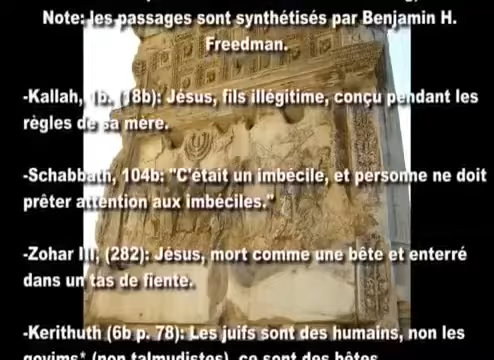 Note: les passages sont synthétisés par Benjamin H.
Freedman.
-Kallah, 1b. (18b): Jésus, fils illégitime, conçu pendant les
règles de sa mère.
-Schabbath, 104b: "C'était un imbécile, et personne ne doit
prêter attention aux imbéciles."
-Zohar III, (282): Jésus, mort comme une bête et enterré
dans un tas de fiente.
-Kerithuth (6b p. 78): Les juifs sont des humains, non les
goyims* (non talmudistes), ce sont des bêtes